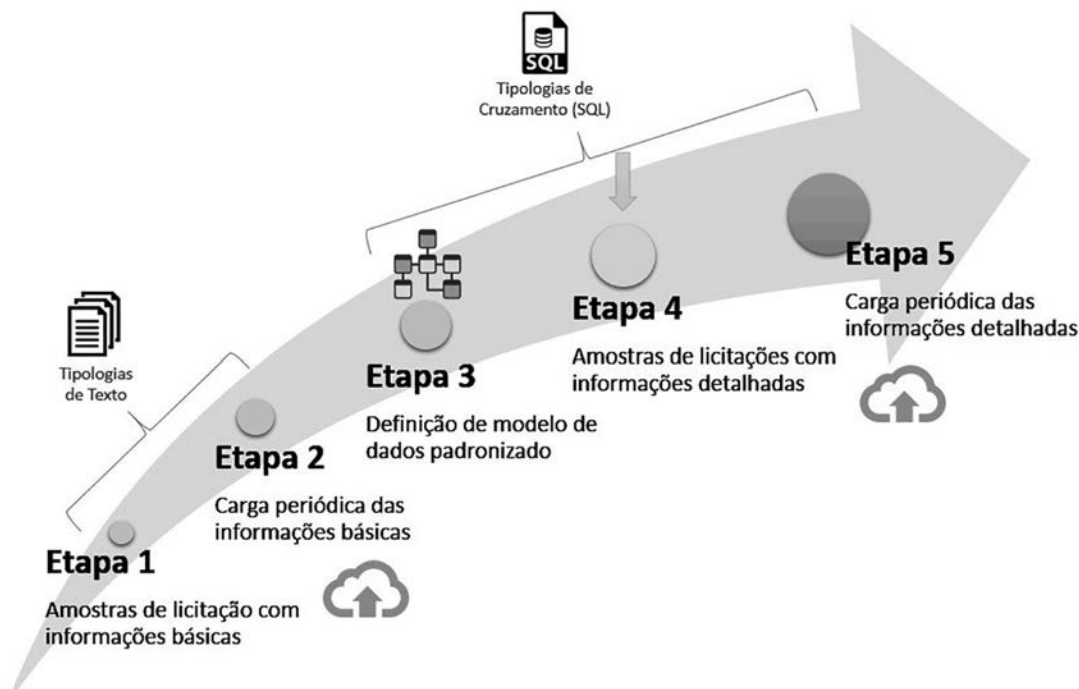 SQL
Tipologias de
Cruzamento (SQL)
Tipologias
de Texto
Etapa 1
Amostras de licitação com
informações básicas
Etapa 2
Carga periódica das
informações básicas
Etapa 3
Definição de modelo de
dados padronizado
Etapa 4
Amostras de licitações com
informações detalhadas
Etapa 5
Carga periódica das
informações detalhadas